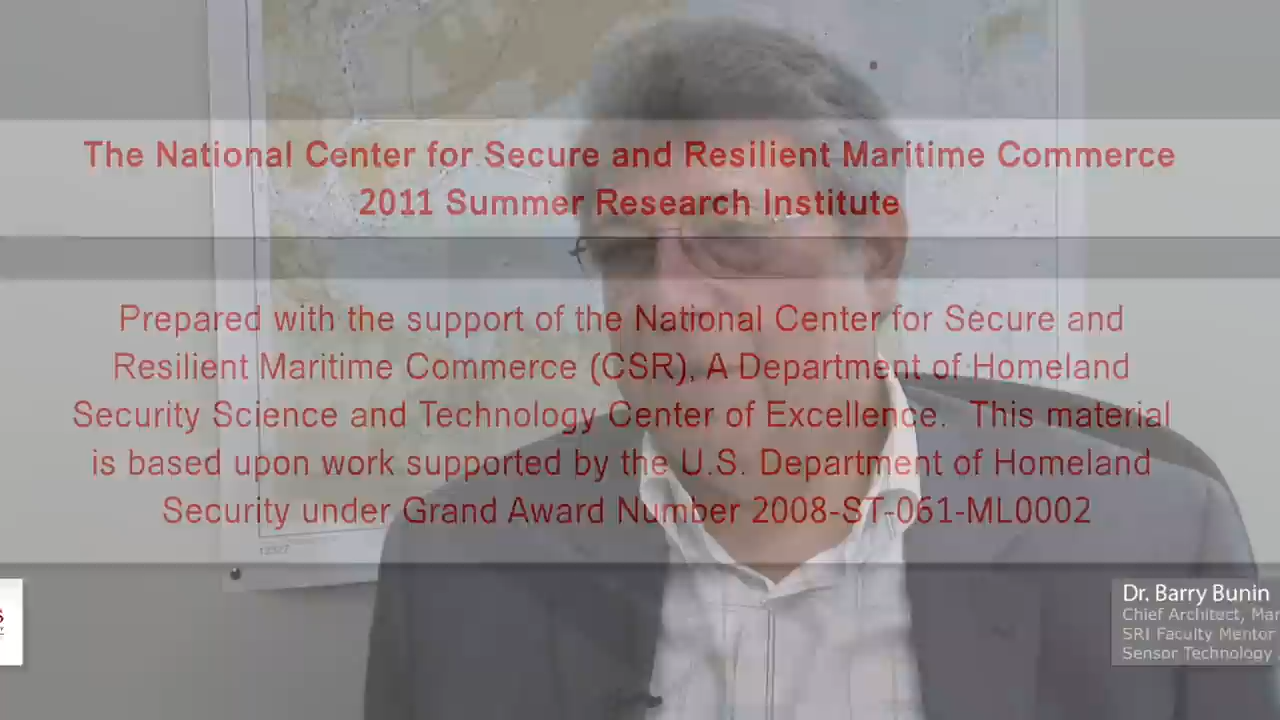 The National Center for Secure and Resilient Maritime Commerce
2011 Summer Research Institute
Prepared with the support of the National Center for Secure and
Resilient Maritime Commerce (CSR), A Department of Homeland
Security Science and Technology Center of Excellence. This material
is based upon work supported by the U.S. Department of Homeland
Security under Grand Award Number 2008-ST-061-ML0002
12327
Dr. Barry Bunin
Chief Architect, Mar
SRI Faculty Mentor
Sensor Technology